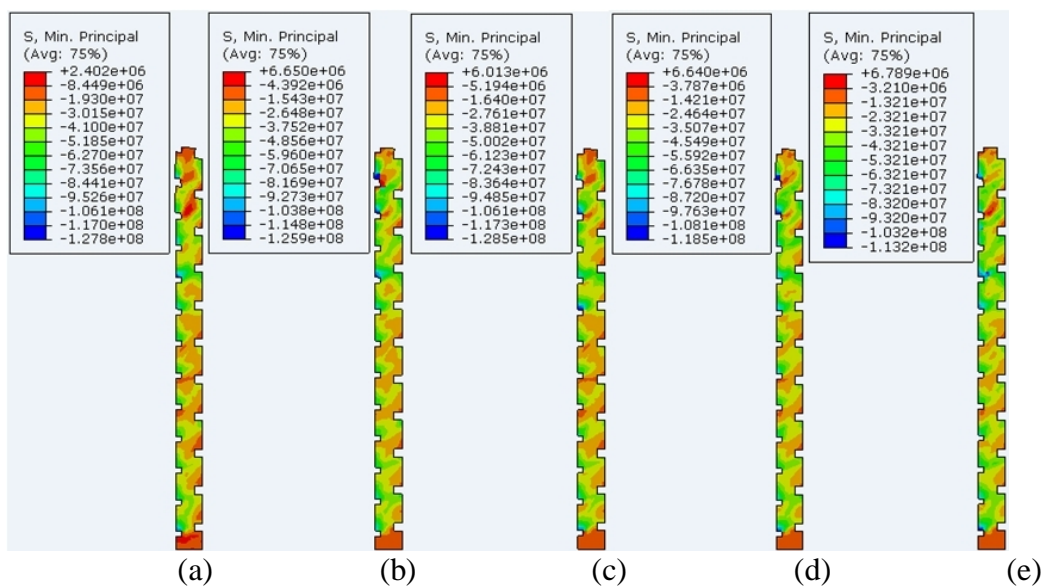 S, Min. Principal
(Avg: 75%)
+2.402e+06
-8.449e+06
-1.930e+07
-3.015e+07
-4.100e+07
-5.185e+07
-6.270e+07
-7.356e+07
-8.441e+07
-9.526e+07
-1.061e+08
-1.170e+08
-1.278e+08
S, Min. Principal
(Avg: 75%)
+6.650e+06
-4.392e+06
-1.543e+07
-2.648e+07
-3.752e+07
-4.856e+07
-5.960e+07
-7.065e+07
-8.169e+07
-9.273e+07
-1.038e+08
-1.148e+08
-1.259e+08
S, Min. Principal
(Avg: 75%)
+6.013e+06
-5.194e+06
-1.640e+07
-2.761e+07
-3.881e+07
-5.002e+07
-6.123e+07
-7.243e+07
-8.364e+07
-9.485e+07
-1.061e+08
-1.173e+08
-1.285e+08
S, Min. Principal
(Avg: 75%)
+6.640e+06
-3.787e+06
-1.421e+07
-2.464e+07
-3.507e+07
-4.549e+07
-5.592e+07
-6.635e+07
-7.678e+07
-8.720e+07
-9.763e+07
-1.081e+08
-1.185e+08
S, Min. Principal
(Avg: 75%)
+6.789e+06
-3.210e+06
-1.321e+07
-2.321e+07
-3.321e+07
-4.321e+07
-5.321e+07
-6.321e+07
-7.321e+07
-8.320e+07
-9.320e+07
-1.032e+08
-1.132e+08
(a) (b) (c) (d) (e)